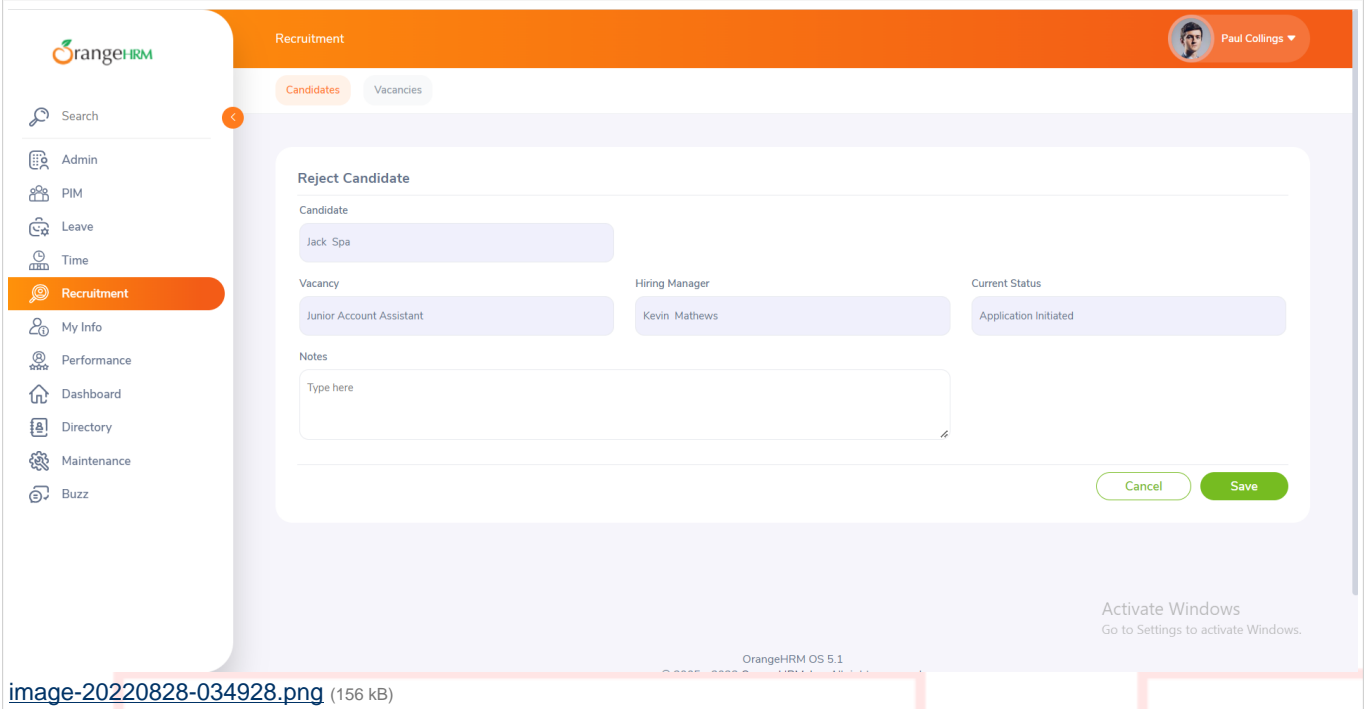 OrangeHRM
Recruitment
Paul Collings
Candidates Vacancies
Search
Admin
PIM
Leave
Time
Recruitment
My Info
Performance
Dashboard
Directory
Maintenance
Buzz
Reject Candidate
Candidate
Jack Spa
Vacancy Hiring Manager Current Status
Junior Account Assistant Kevin Mathews Application Initiated
Notes
Type here
Cancel Save
Activate Windows
Go to Settings to activate Windows.
OrangeHRM OS 5.1
image-20220828-034928.png (156 kB)